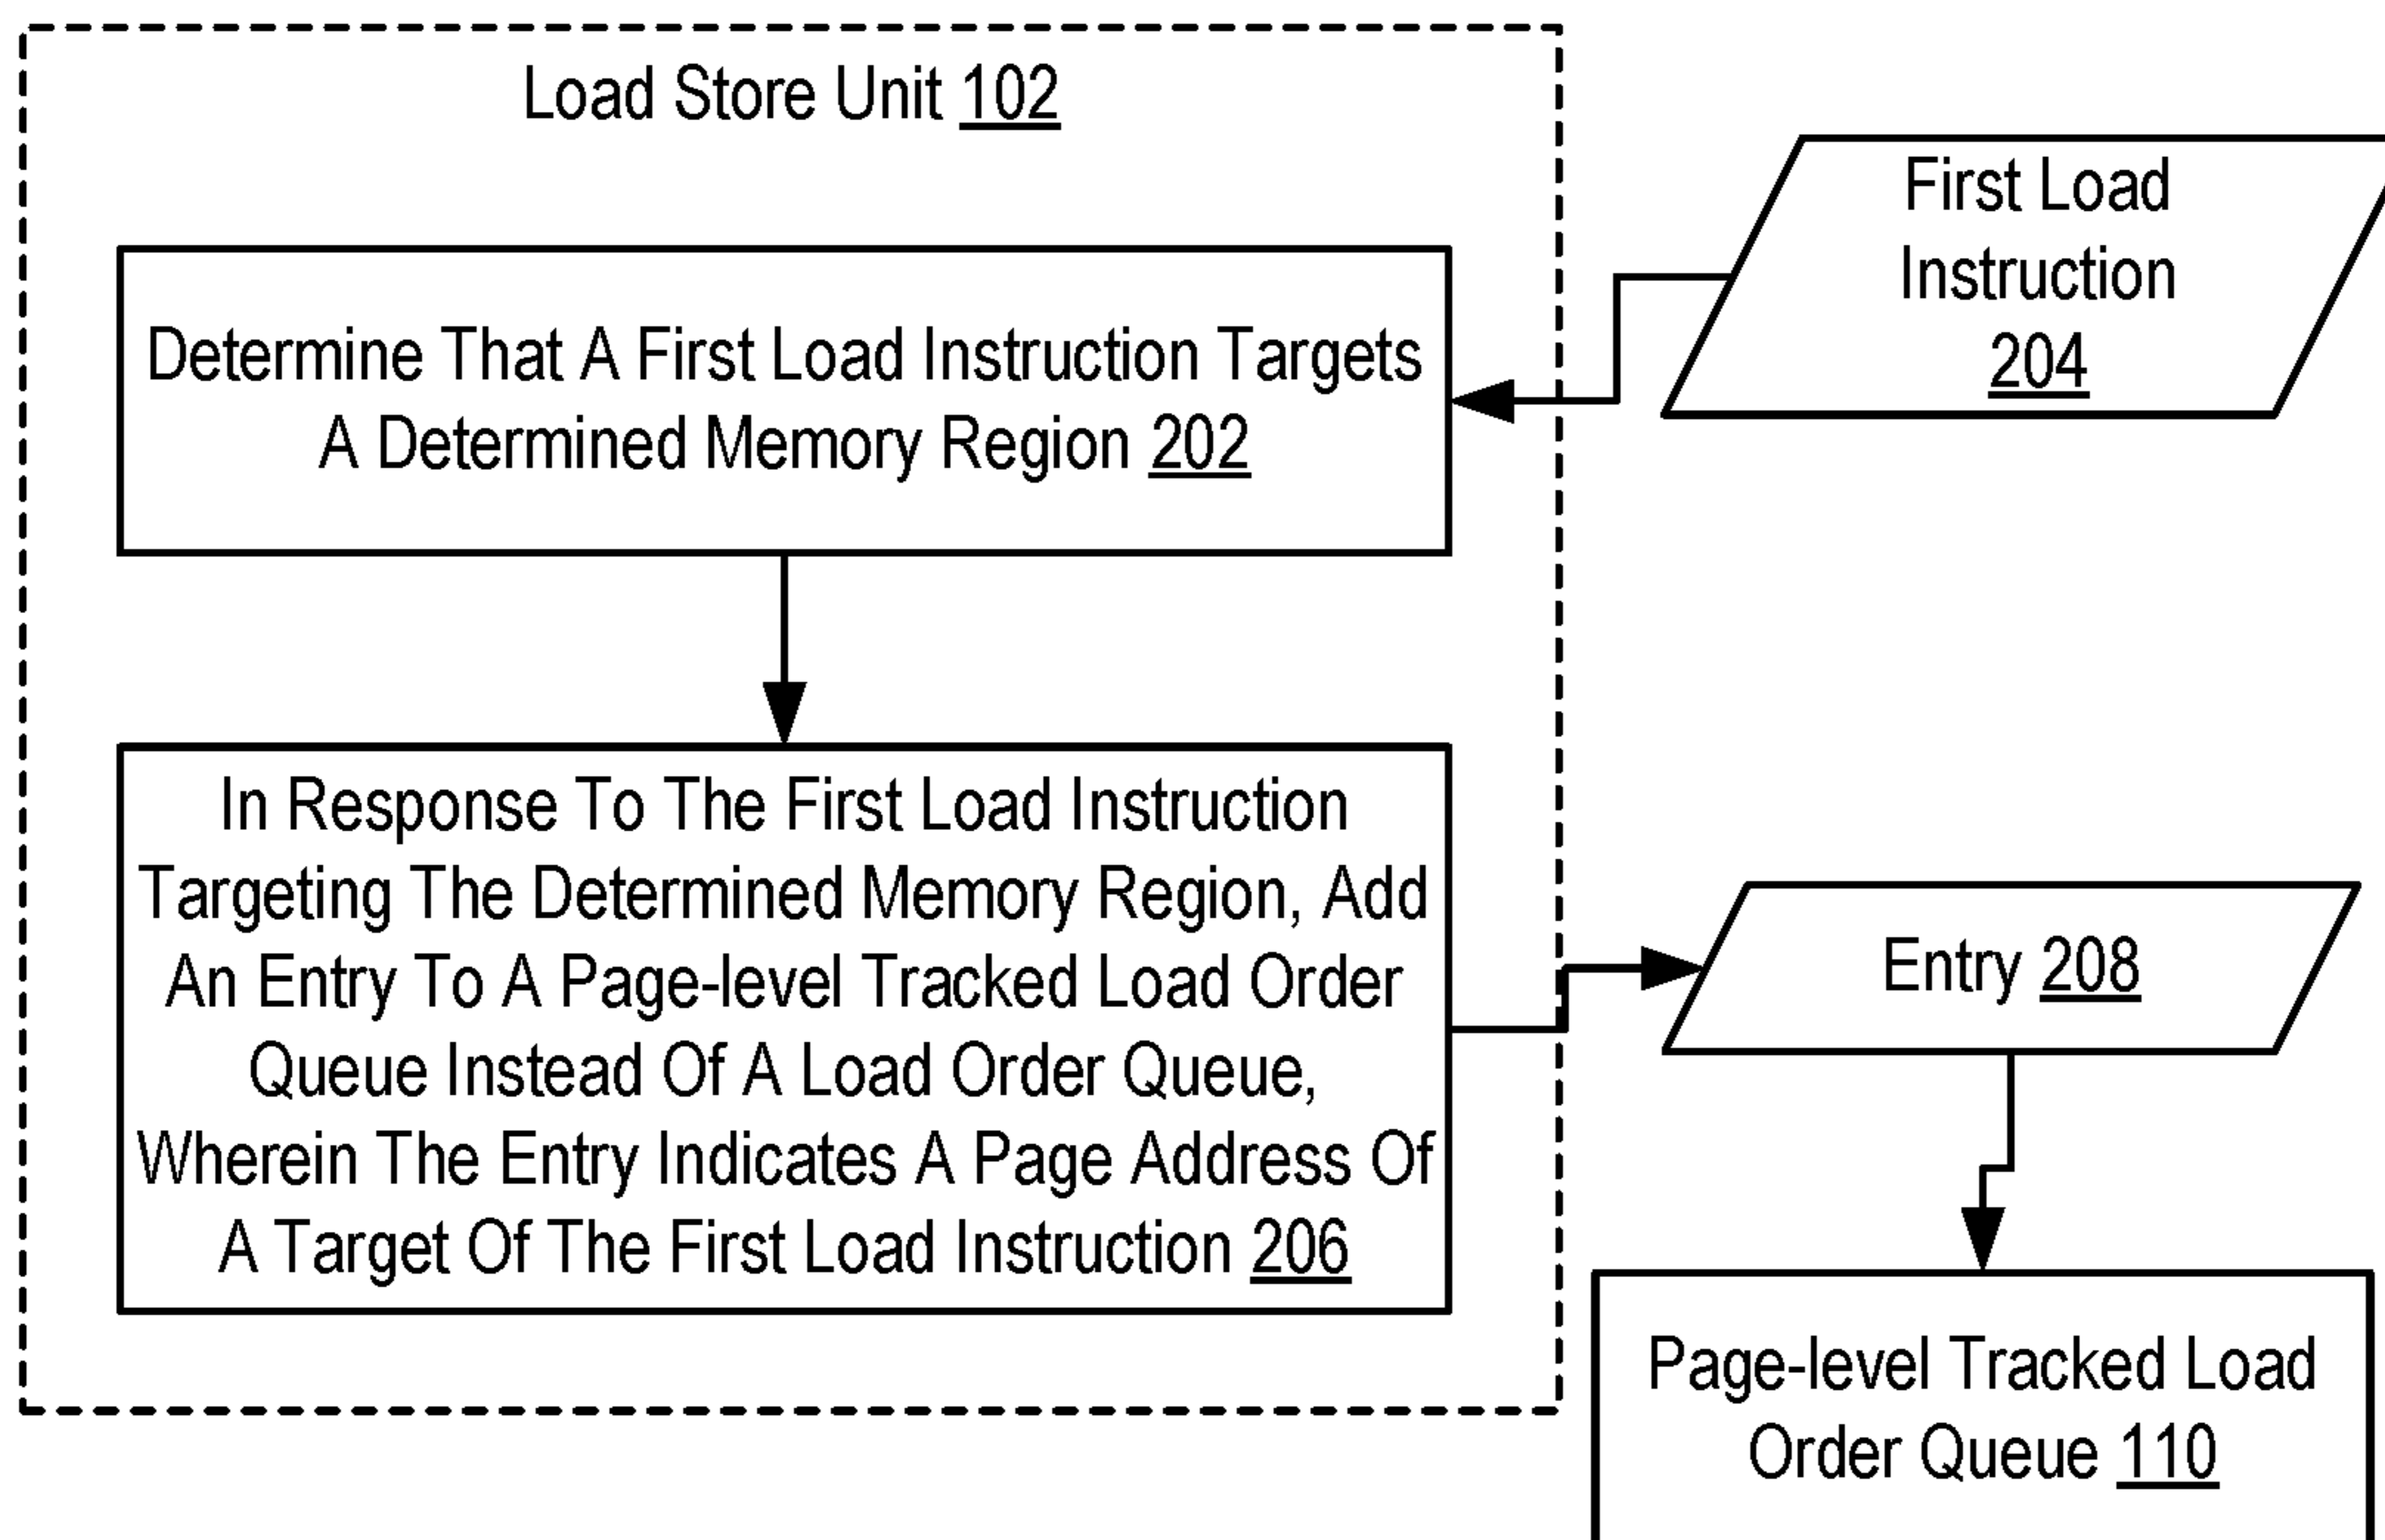 Load Store Unit 102
First Load
Instruction
204
Determine That A First Load Instruction Targets
A Determined Memory Region 202
In Response To The First Load Instruction
Targeting The Determined Memory Region, Add
An Entry To A Page-level Tracked Load Order
Queue Instead Of A Load Order Queue,
Wherein The Entry Indicates A Page Address Of
A Target Of The First Load Instruction 206
Entry 208
Page-level Tracked Load
Order Queue 110